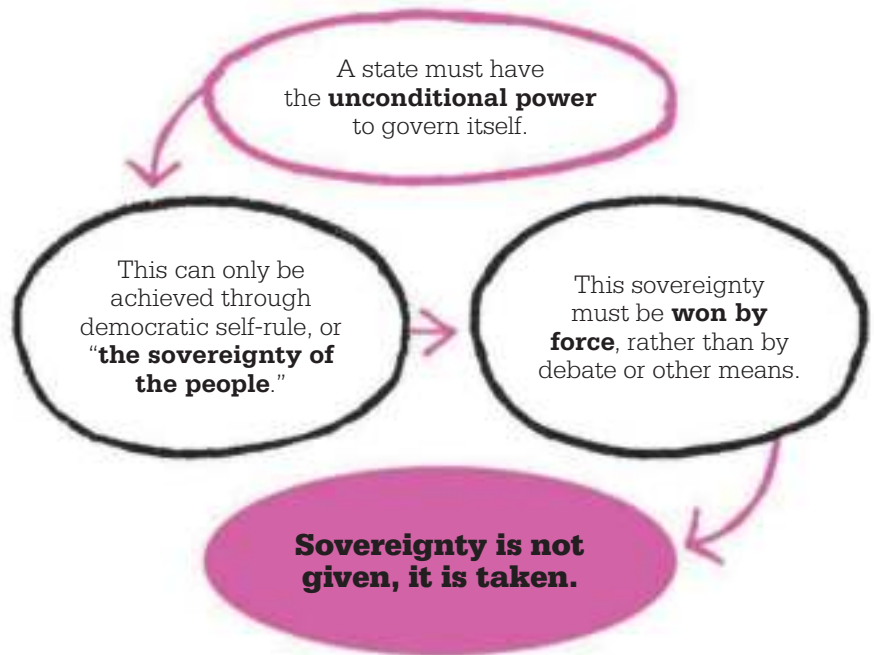 A state must have
the unconditional power
to govern itself.
This can only be
achieved through
democratic self-rule, or
“the sovereignty of
the people.”
This sovereignty
must be won by
force, rather than by
debate or other means.
Sovereignty is not
given, it is taken.